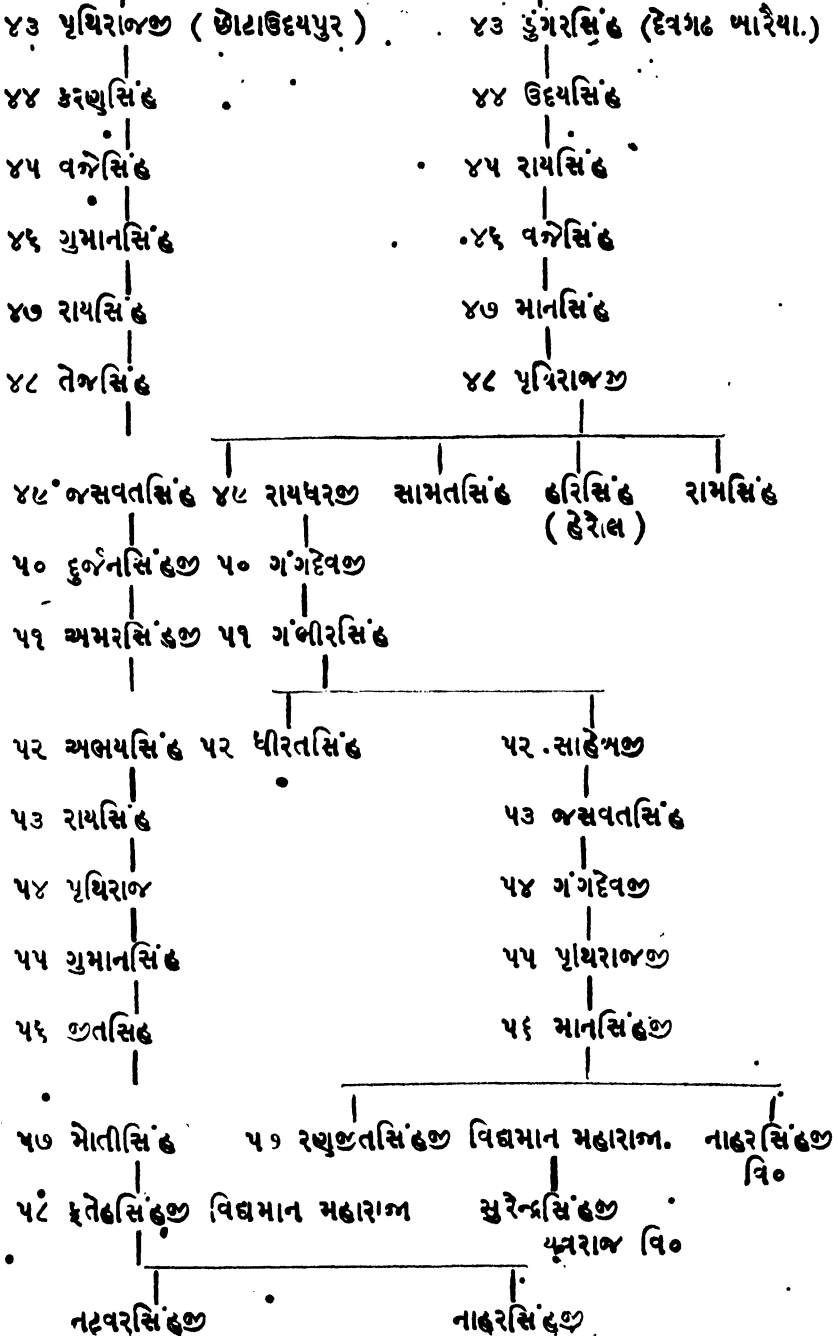 ૪૩ પૃથિરાજજી ( છોટાઉદયપુર ) ૪૩ ડુંગરસિંહ (દેવગઢ બારૈયા.)
૪૪ કરણસિંહ ૪૪ ઉદયસિંહ
૪૫ વજેસિંહ ૪૫ રાયસિંહ
૪૬ ગુમાનસિંહ ૪૬ વજેસિંહ
૪૭ રાયસિંહ ૪૭ માનસિંહ
૪૮ તેજસિંહ ૪૮ પૃથિરાજજી
૪૯ જસવતસિંહ ૪૯ રાયધરજી સામતસિંહ હરિસિંહ રામસિંહ
( હેરોલ )
૫૦ દુર્જનસિંહજી ૫૦ ગંગદેવજી
૫૧ અમરસિંહજી ૫૧ ગંભીરસિંહ
૫૨ અભયસિંહ ૫૨ ધીરતસિંહ ૫૨ સાહેબજી
૫૩ રાયસિંહ ૫૩ જસવતસિંહ
૫૪ પૃથિરાજ ૫૪ ગંગદેવજી
૫૫ ગુમાનસિંહ ૫૫ પૃથિરાજજી
૫૬ જીતસિંહ ૫૬ માનસિંહજી
૫૭ મોતીસિંહ ૫૭ રણજીતસિંહજી વિદ્યમાન મહારાજા. નાહરસિંહજી
વિ૦
૫૮ ફતેહસિંહજી વિદ્યમાન મહારાજા સુરેન્દ્રસિંહજી
યૂવરાજ વિ૦
નટવરસિંહજી નાહરસિંહજી